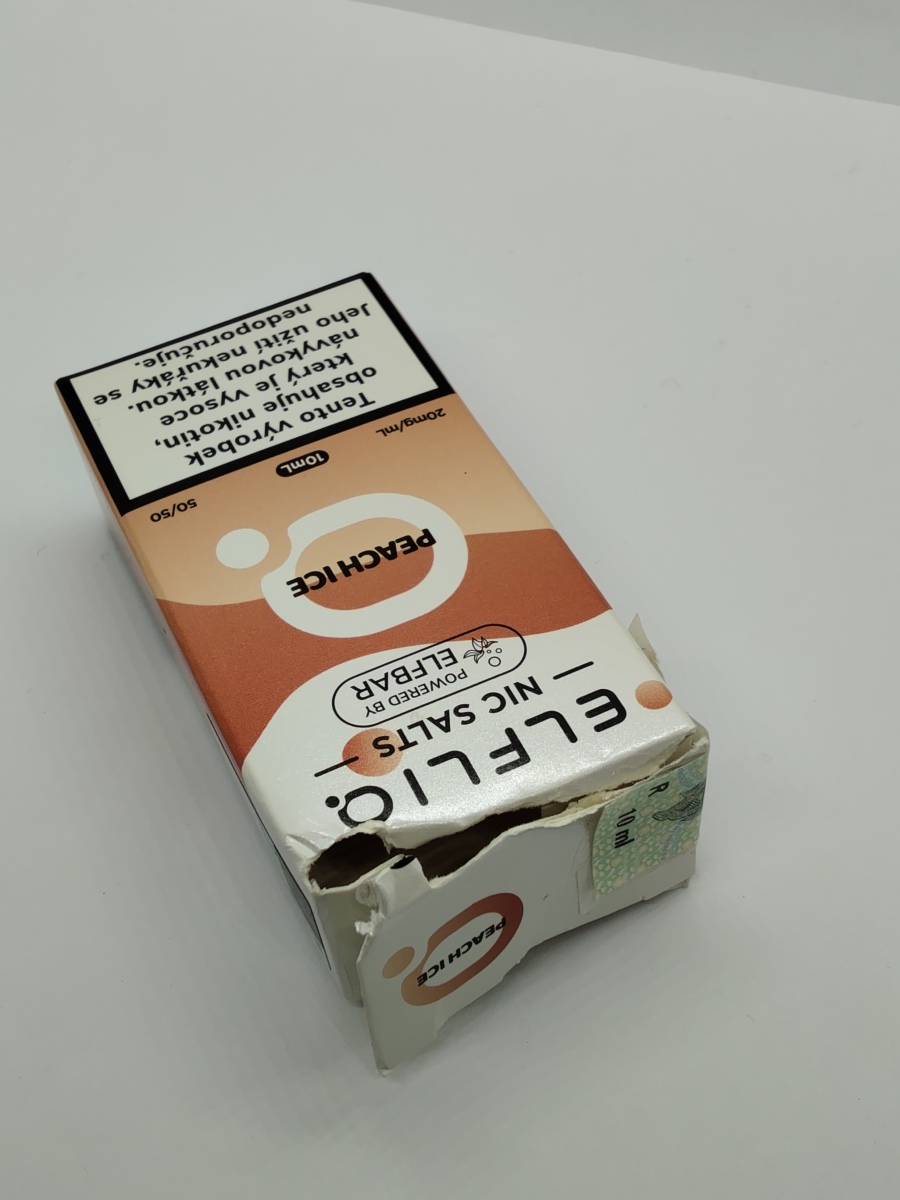 ELFLIQ
NIC SALTS
POWERED BY
ELFBAR
PEACH ICE
50/50
10mL
20mg/mL
Tento výrobek
obsahuje nikotin,
který je vysoce
návykovou látkou.
Jeho užití nekuřáky se
nedoporučuje.
PEACH ICE
R
10 ml